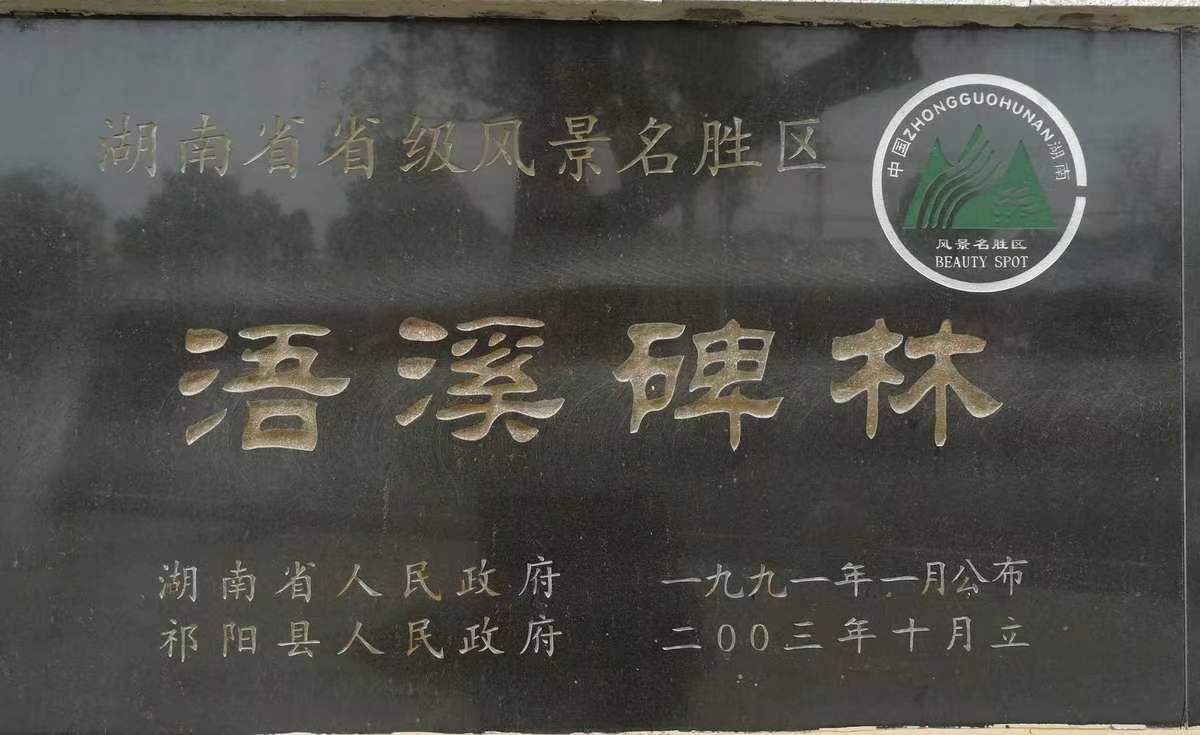 湖南省省级风景名胜区
中国ZHONGGUOHUNAN湖南
风景名胜区
BEAUTY SPOT
浯溪碑林
湖南省人民政府 一九九一年一月公布
祁阳县人民政府 二00三年十月立